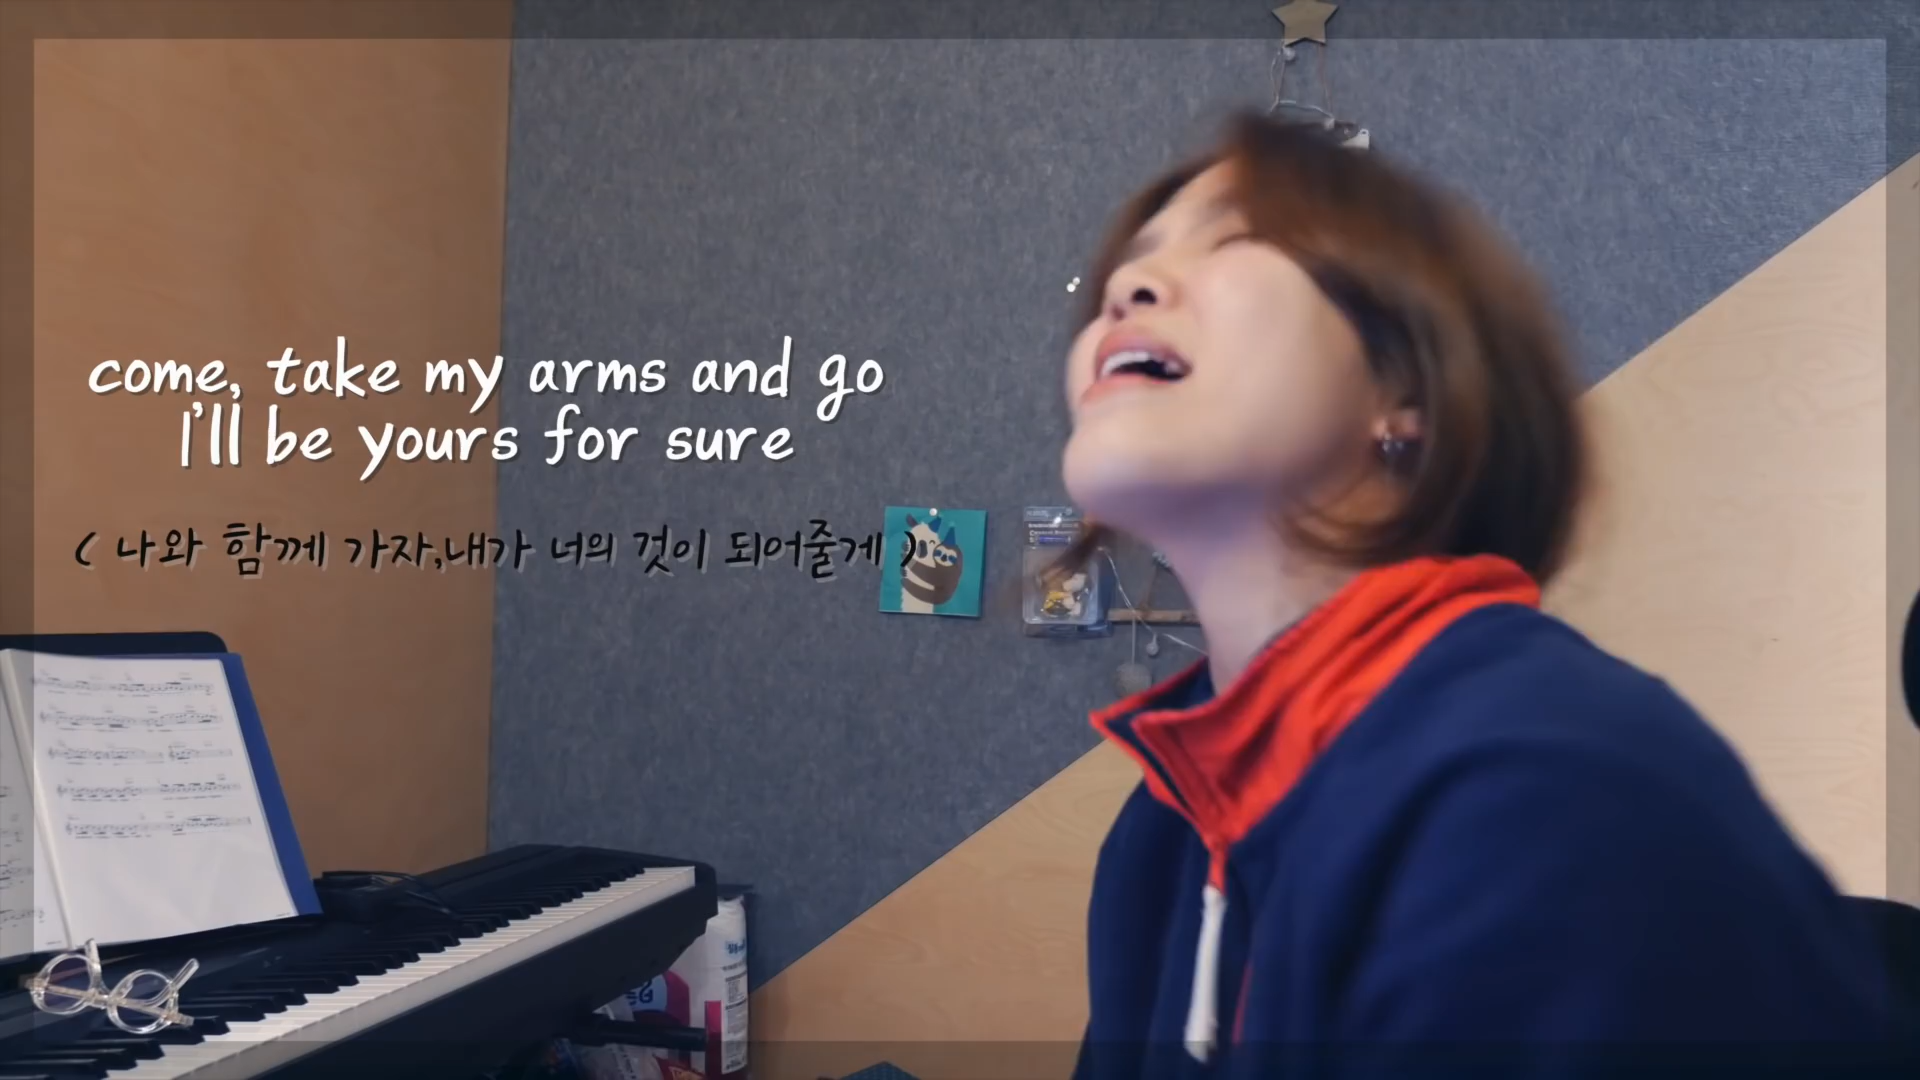 come, take my arms and go
I'll be yours for sure
( 나와 함께 가자,내가 너의 것이 되어줄게 )